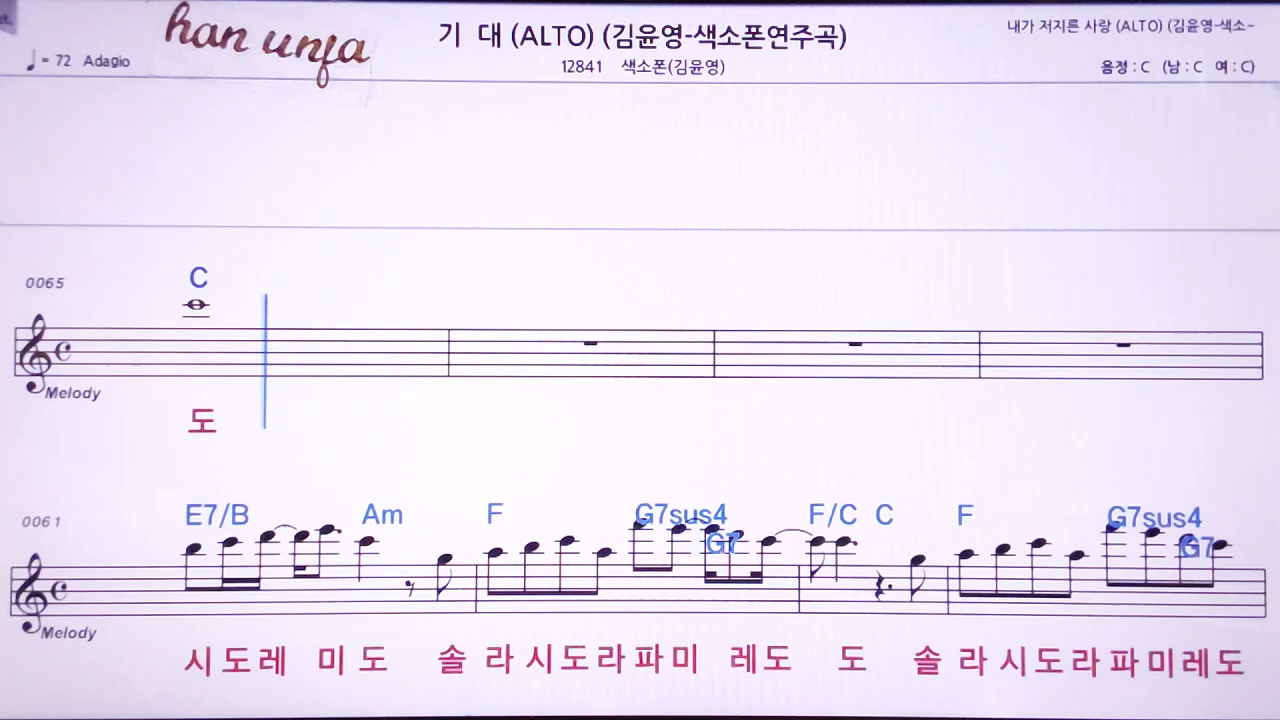 han unja
기 대 (ALTO) (김윤영-색소폰연주곡)
내가 저지른 사랑 (ALTO) (김윤영-색소-
♩= 72 Adagio
12841 색소폰(김윤영)
음정 : C (남 : C 여 : C)
0065
C
Melody
도
0061
E7/B Am F G7sus4 G7 F/C C F G7sus4 G7
Melody
시 도 레 미 도 솔 라 시 도 라 파 미 레 도 도 솔 라 시 도 라 파 미 레 도